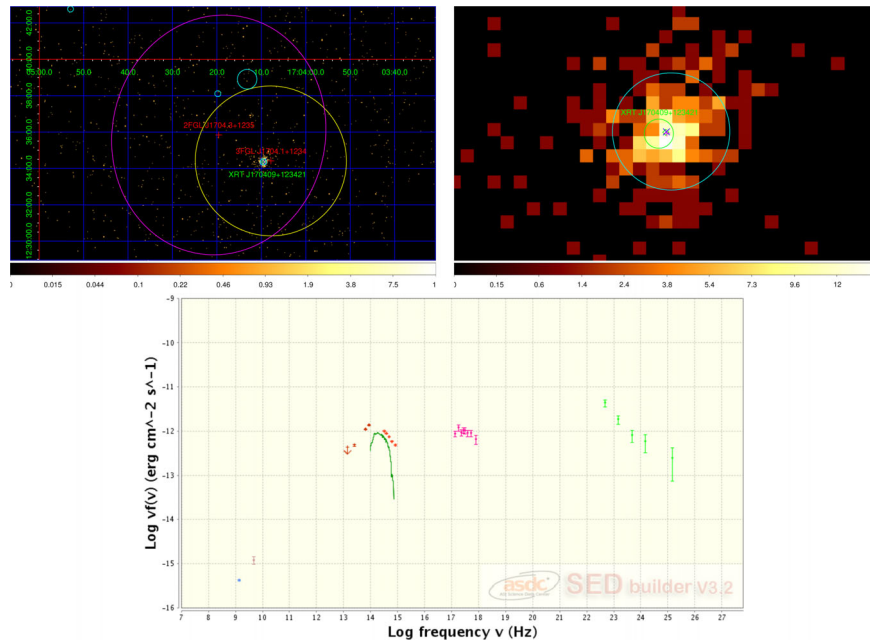 42:00.0
40:00.0
38:00.0
36:00.0
34:00.0
32:00.0
12:30:00.0
35:00.0 50.0 40.0 30.0 20.0 10.0 17:04:00.0 50.0 03:40.0
2FGL J1704.3+1235
3FGL J1704.1+1234
XRT J170409+123421
0.015 0.044 0.1 0.22 0.46 0.93 1.9 3.7 7.5 1
XRT J170409+123421
0.15 0.6 1.4 2.4 3.8 5.4 7.3 9.6 12
Log νf(ν) (erg cm^-2 s^-1)
-9
-10
-11
-12
-13
-14
-15
-16
7 8 9 10 11 12 13 14 15 16 17 18 19 20 21 22 23 24 25 26 27
Log frequency ν (Hz)
asdc
SED builder V3.2